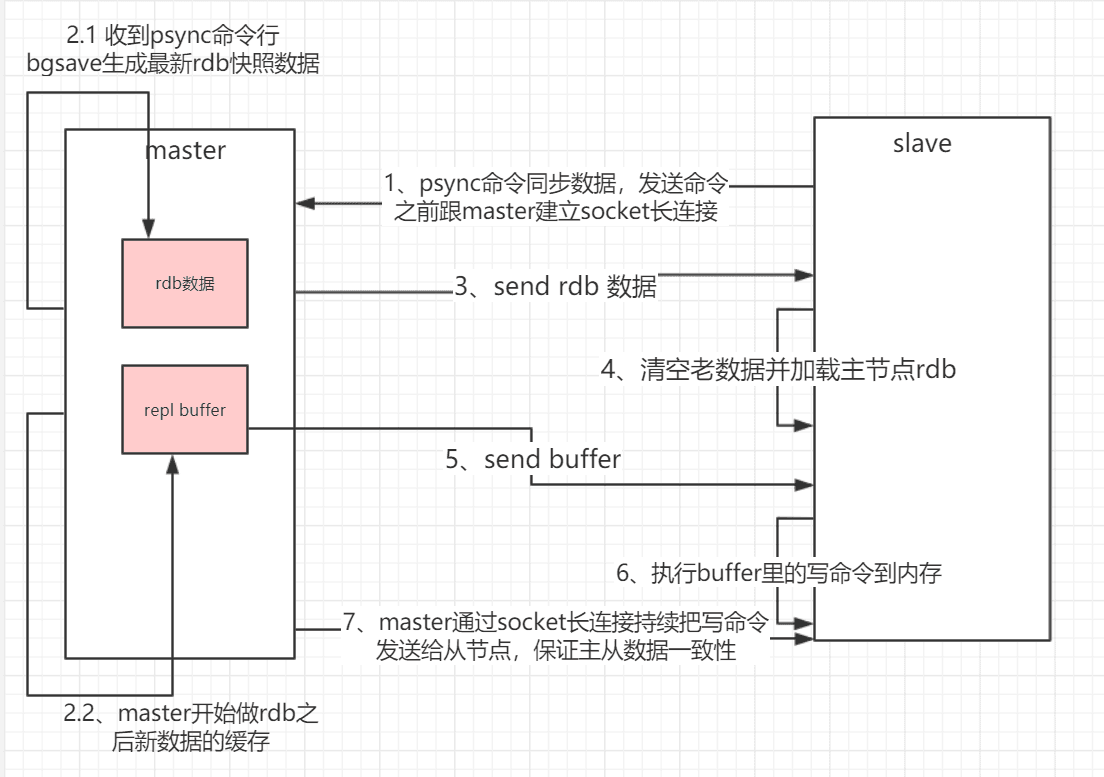 2.1 收到psync命令行
bgsave生成最新rdb快照数据
master
slave
1、psync命令同步数据，发送命令
之前跟master建立socket长连接
rdb数据
3、send rdb 数据
4、清空老数据并加载主节点rdb
repl buffer
5、send buffer
6、执行buffer里的写命令到内存
7、master通过socket长连接持续把写命令
发送给从节点，保证主从数据一致性
2.2、master开始做rdb之
后新数据的缓存